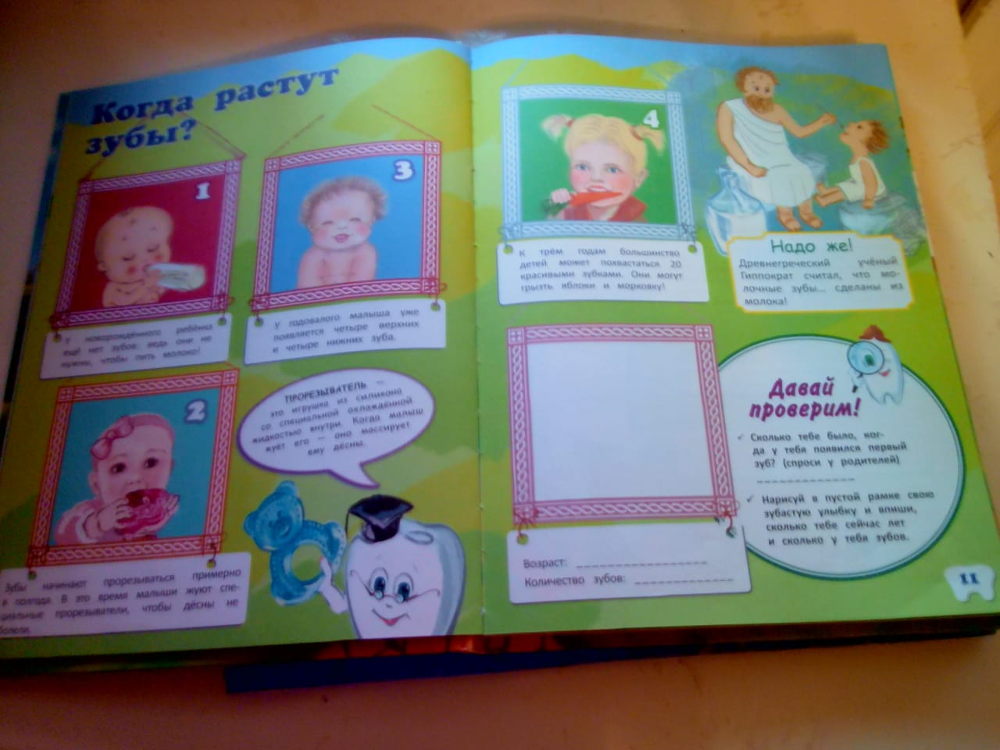 Когда растут
зубы?
1
У новорождённого ребёнка
ещё нет зубов: ведь они не
нужны, чтобы пить молоко!
2
Зубы начинают прорезываться примерно
в полгода. В это время малыши жуют спе-
циальные прорезыватели, чтобы дёсны не
болели.
3
У годовалого малыша уже
появляется четыре верхних
и четыре нижних зуба.
ПРОРЕЗЫВАТЕЛЬ —
это игрушка из силикона
со специальной охлаждённой
жидкостью внутри. Когда малыш
жует его — оно массирует
ему дёсны.
4
К трём годам большинство
детей может похвастаться 20
красивыми зубками. Они могут
грызть яблоки и морковку!
Надо же!
Древнегреческий учёный
Гиппократ считал, что мо-
лочные зубы... сделаны из
молока!
Возраст:
Количество зубов:
Давай
проверим!
✓ Сколько тебе было, ког-
да у тебя появился первый
зуб? (спроси у родителей)
✓ Нарисуй в пустой рамке свою
зубастую улыбку и впиши,
сколько тебе сейчас лет
и сколько у тебя зубов.
11